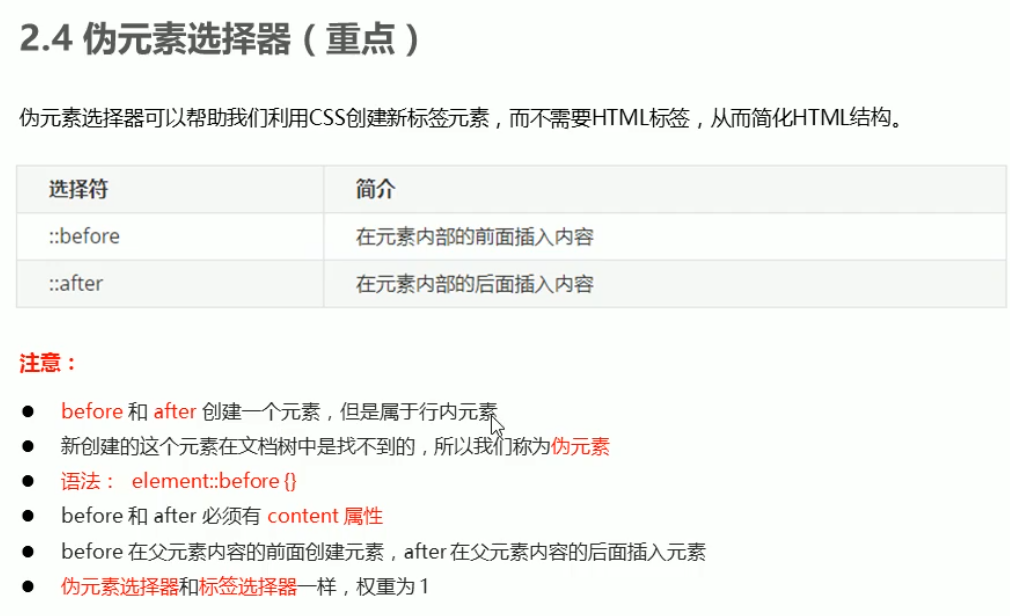 2.4 伪元素选择器（重点）
伪元素选择器可以帮助我们利用CSS创建新标签元素，而不需要HTML标签，从而简化HTML结构。
选择符 简介
::before 在元素内部的前面插入内容
::after 在元素内部的后面插入内容
注意：
● before 和 after 创建一个元素，但是属于行内元素
● 新创建的这个元素在文档树中是找不到的，所以我们称为伪元素
● 语法： element::before {}
● before 和 after 必须有 content 属性
● before 在父元素内容的前面创建元素，after 在父元素内容的后面插入元素
● 伪元素选择器和标签选择器一样，权重为 1